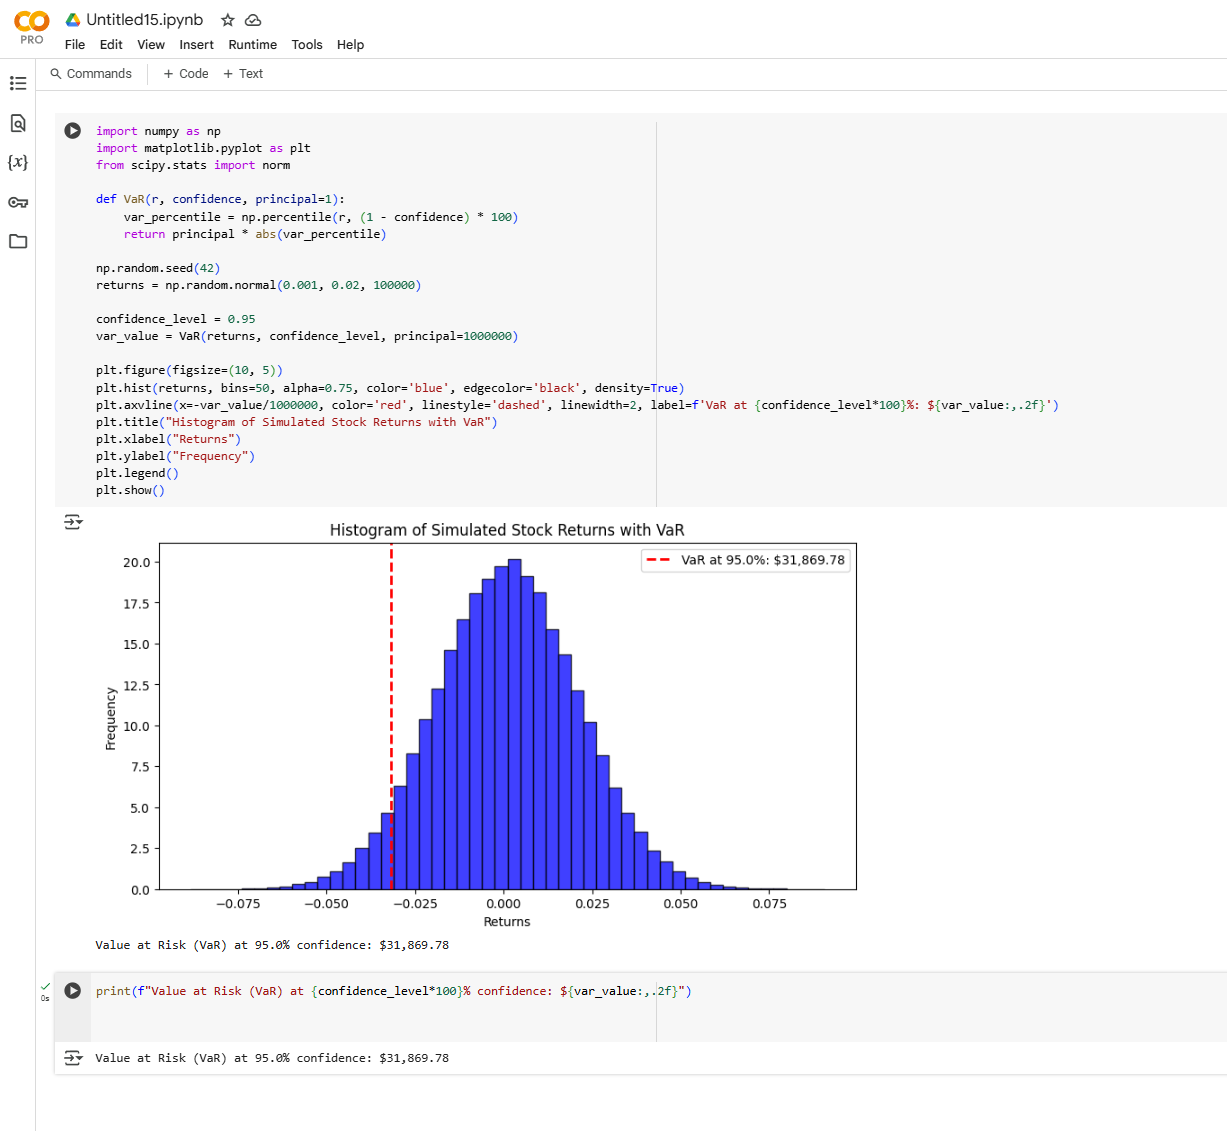 Untitled15.ipynb
PRO
File Edit View Insert Runtime Tools Help
Commands + Code + Text
{x}
import numpy as np
import matplotlib.pyplot as plt
from scipy.stats import norm
def VaR(r, confidence, principal=1):
    var_percentile = np.percentile(r, (1 - confidence) * 100)
    return principal * abs(var_percentile)
np.random.seed(42)
returns = np.random.normal(0.001, 0.02, 100000)
confidence_level = 0.95
var_value = VaR(returns, confidence_level, principal=1000000)
plt.figure(figsize=(10, 5))
plt.hist(returns, bins=50, alpha=0.75, color='blue', edgecolor='black', density=True)
plt.axvline(x=-var_value/1000000, color='red', linestyle='dashed', linewidth=2, label=f'VaR at {confidence_level*100}%: ${var_value:,.2f}')
plt.title("Histogram of Simulated Stock Returns with VaR")
plt.xlabel("Returns")
plt.ylabel("Frequency")
plt.legend()
plt.show()
Histogram of Simulated Stock Returns with VaR
VaR at 95.0%: $31,869.78
20.0
17.5
15.0
12.5
10.0
7.5
5.0
2.5
0.0
Frequency
−0.075 −0.050 −0.025 0.000 0.025 0.050 0.075
Returns
Value at Risk (VaR) at 95.0% confidence: $31,869.78
0s
print(f"Value at Risk (VaR) at {confidence_level*100}% confidence: ${var_value:,.2f}")
Value at Risk (VaR) at 95.0% confidence: $31,869.78